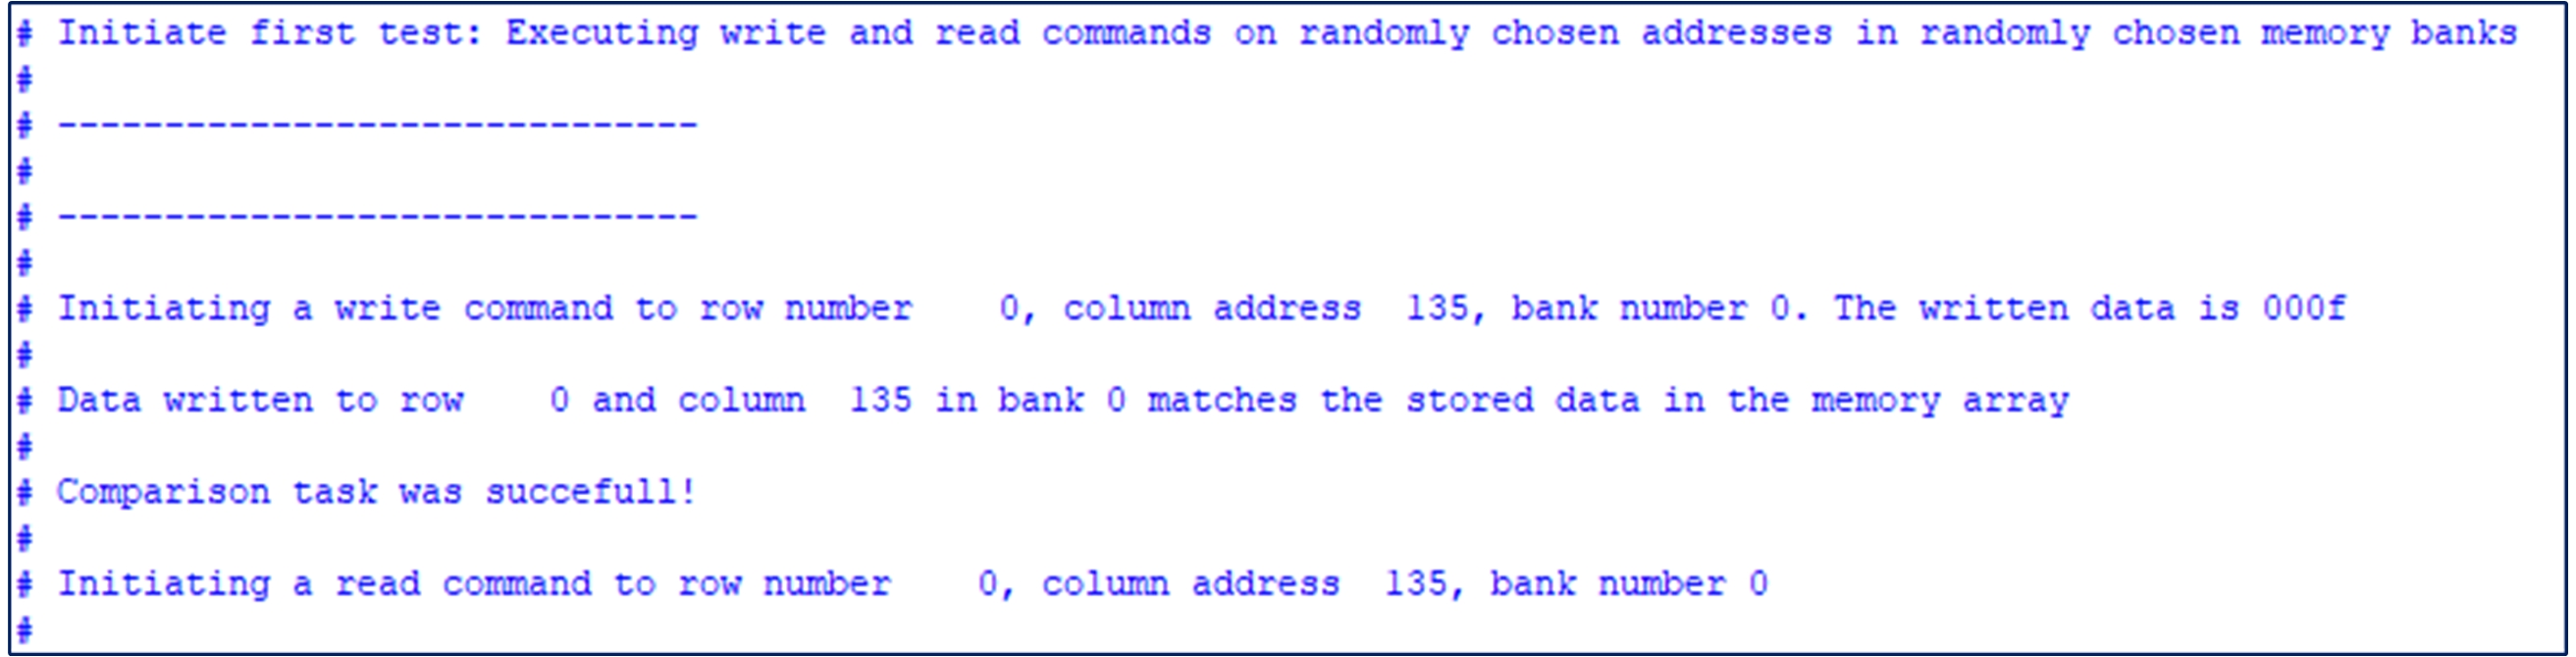 # Initiate first test: Executing write and read commands on randomly chosen addresses in randomly chosen memory banks
#
# ------------------------------
#
# ------------------------------
#
# Initiating a write command to row number    0, column address  135, bank number 0. The written data is 000f
#
# Data written to row    0 and column  135 in bank 0 matches the stored data in the memory array
#
# Comparison task was succefull!
#
# Initiating a read command to row number    0, column address  135, bank number 0
#